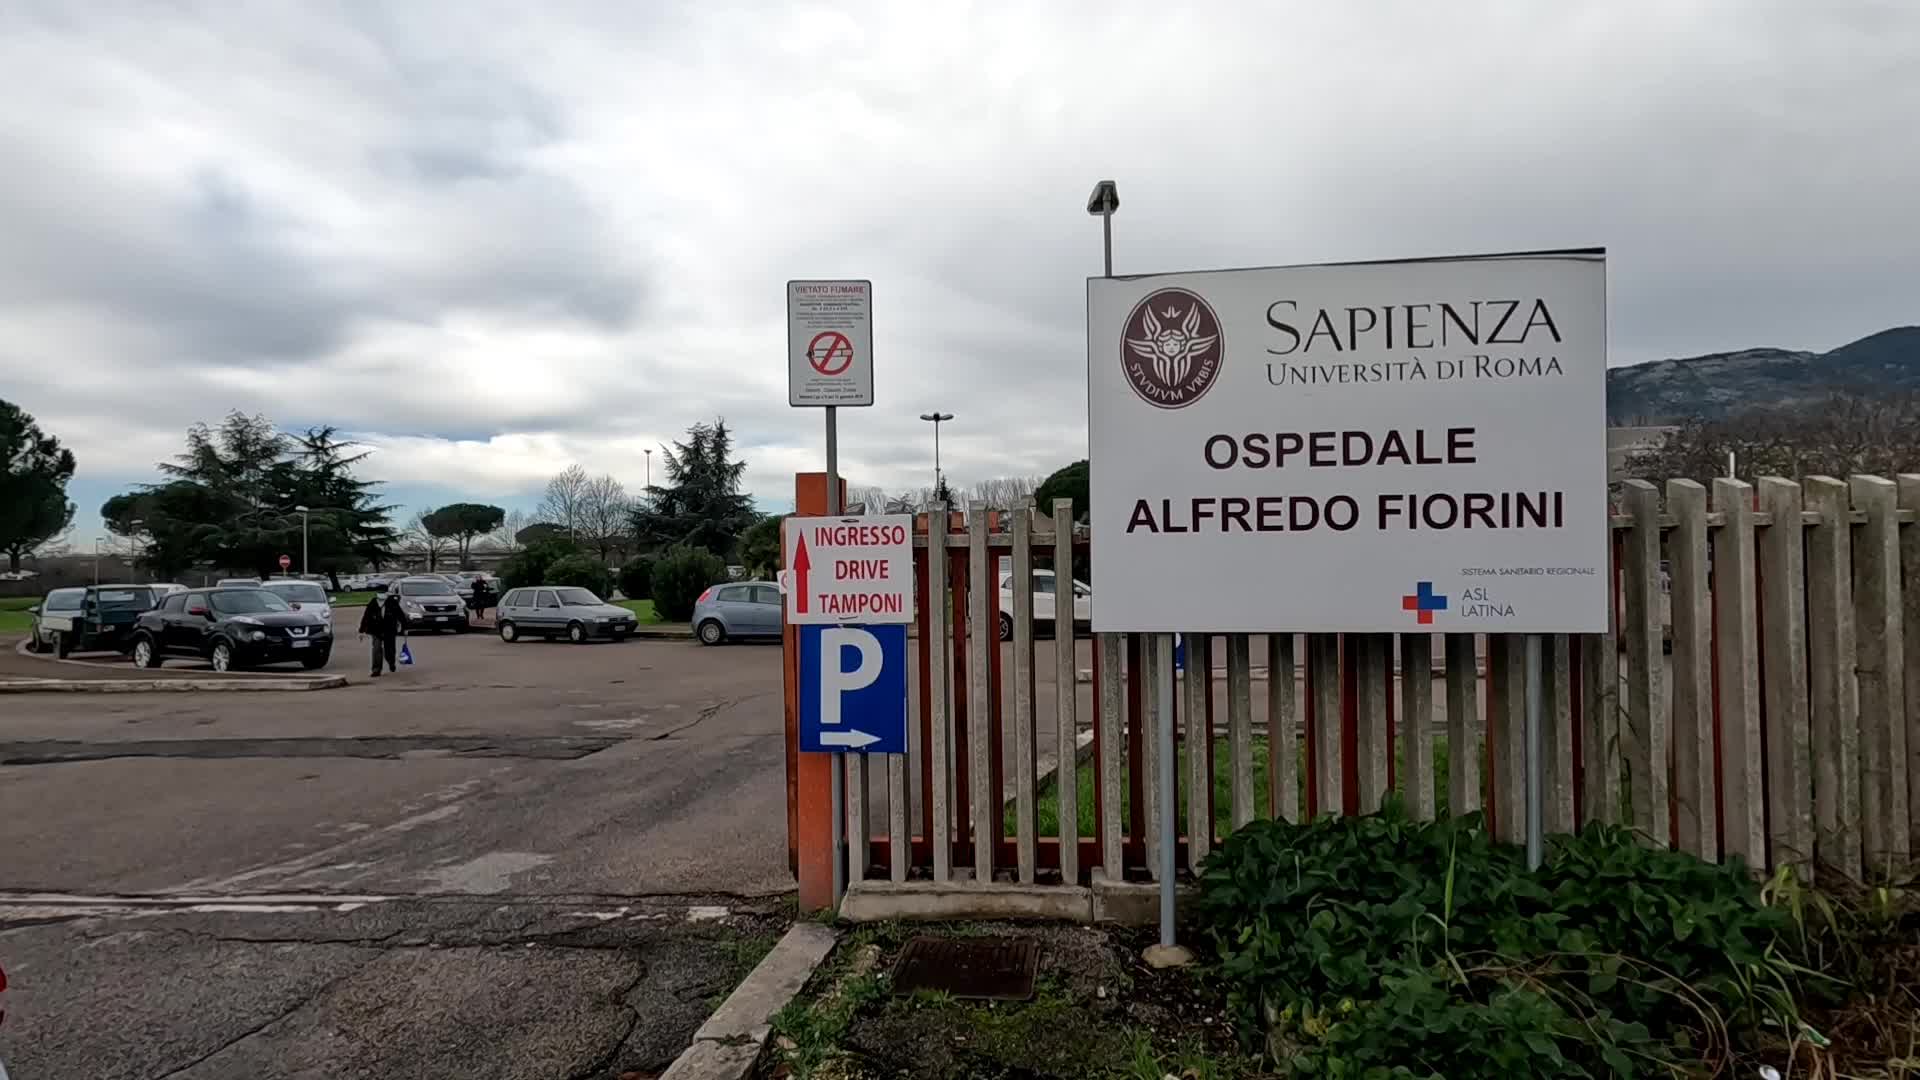 VIETATO FUMARE
INGRESSO
DRIVE
TAMPONI
P
STVDIVM VRBIS
SAPIENZA
UNIVERSITÀ DI ROMA
OSPEDALE
ALFREDO FIORINI
SISTEMA SANITARIO REGIONALE
ASL
LATINA